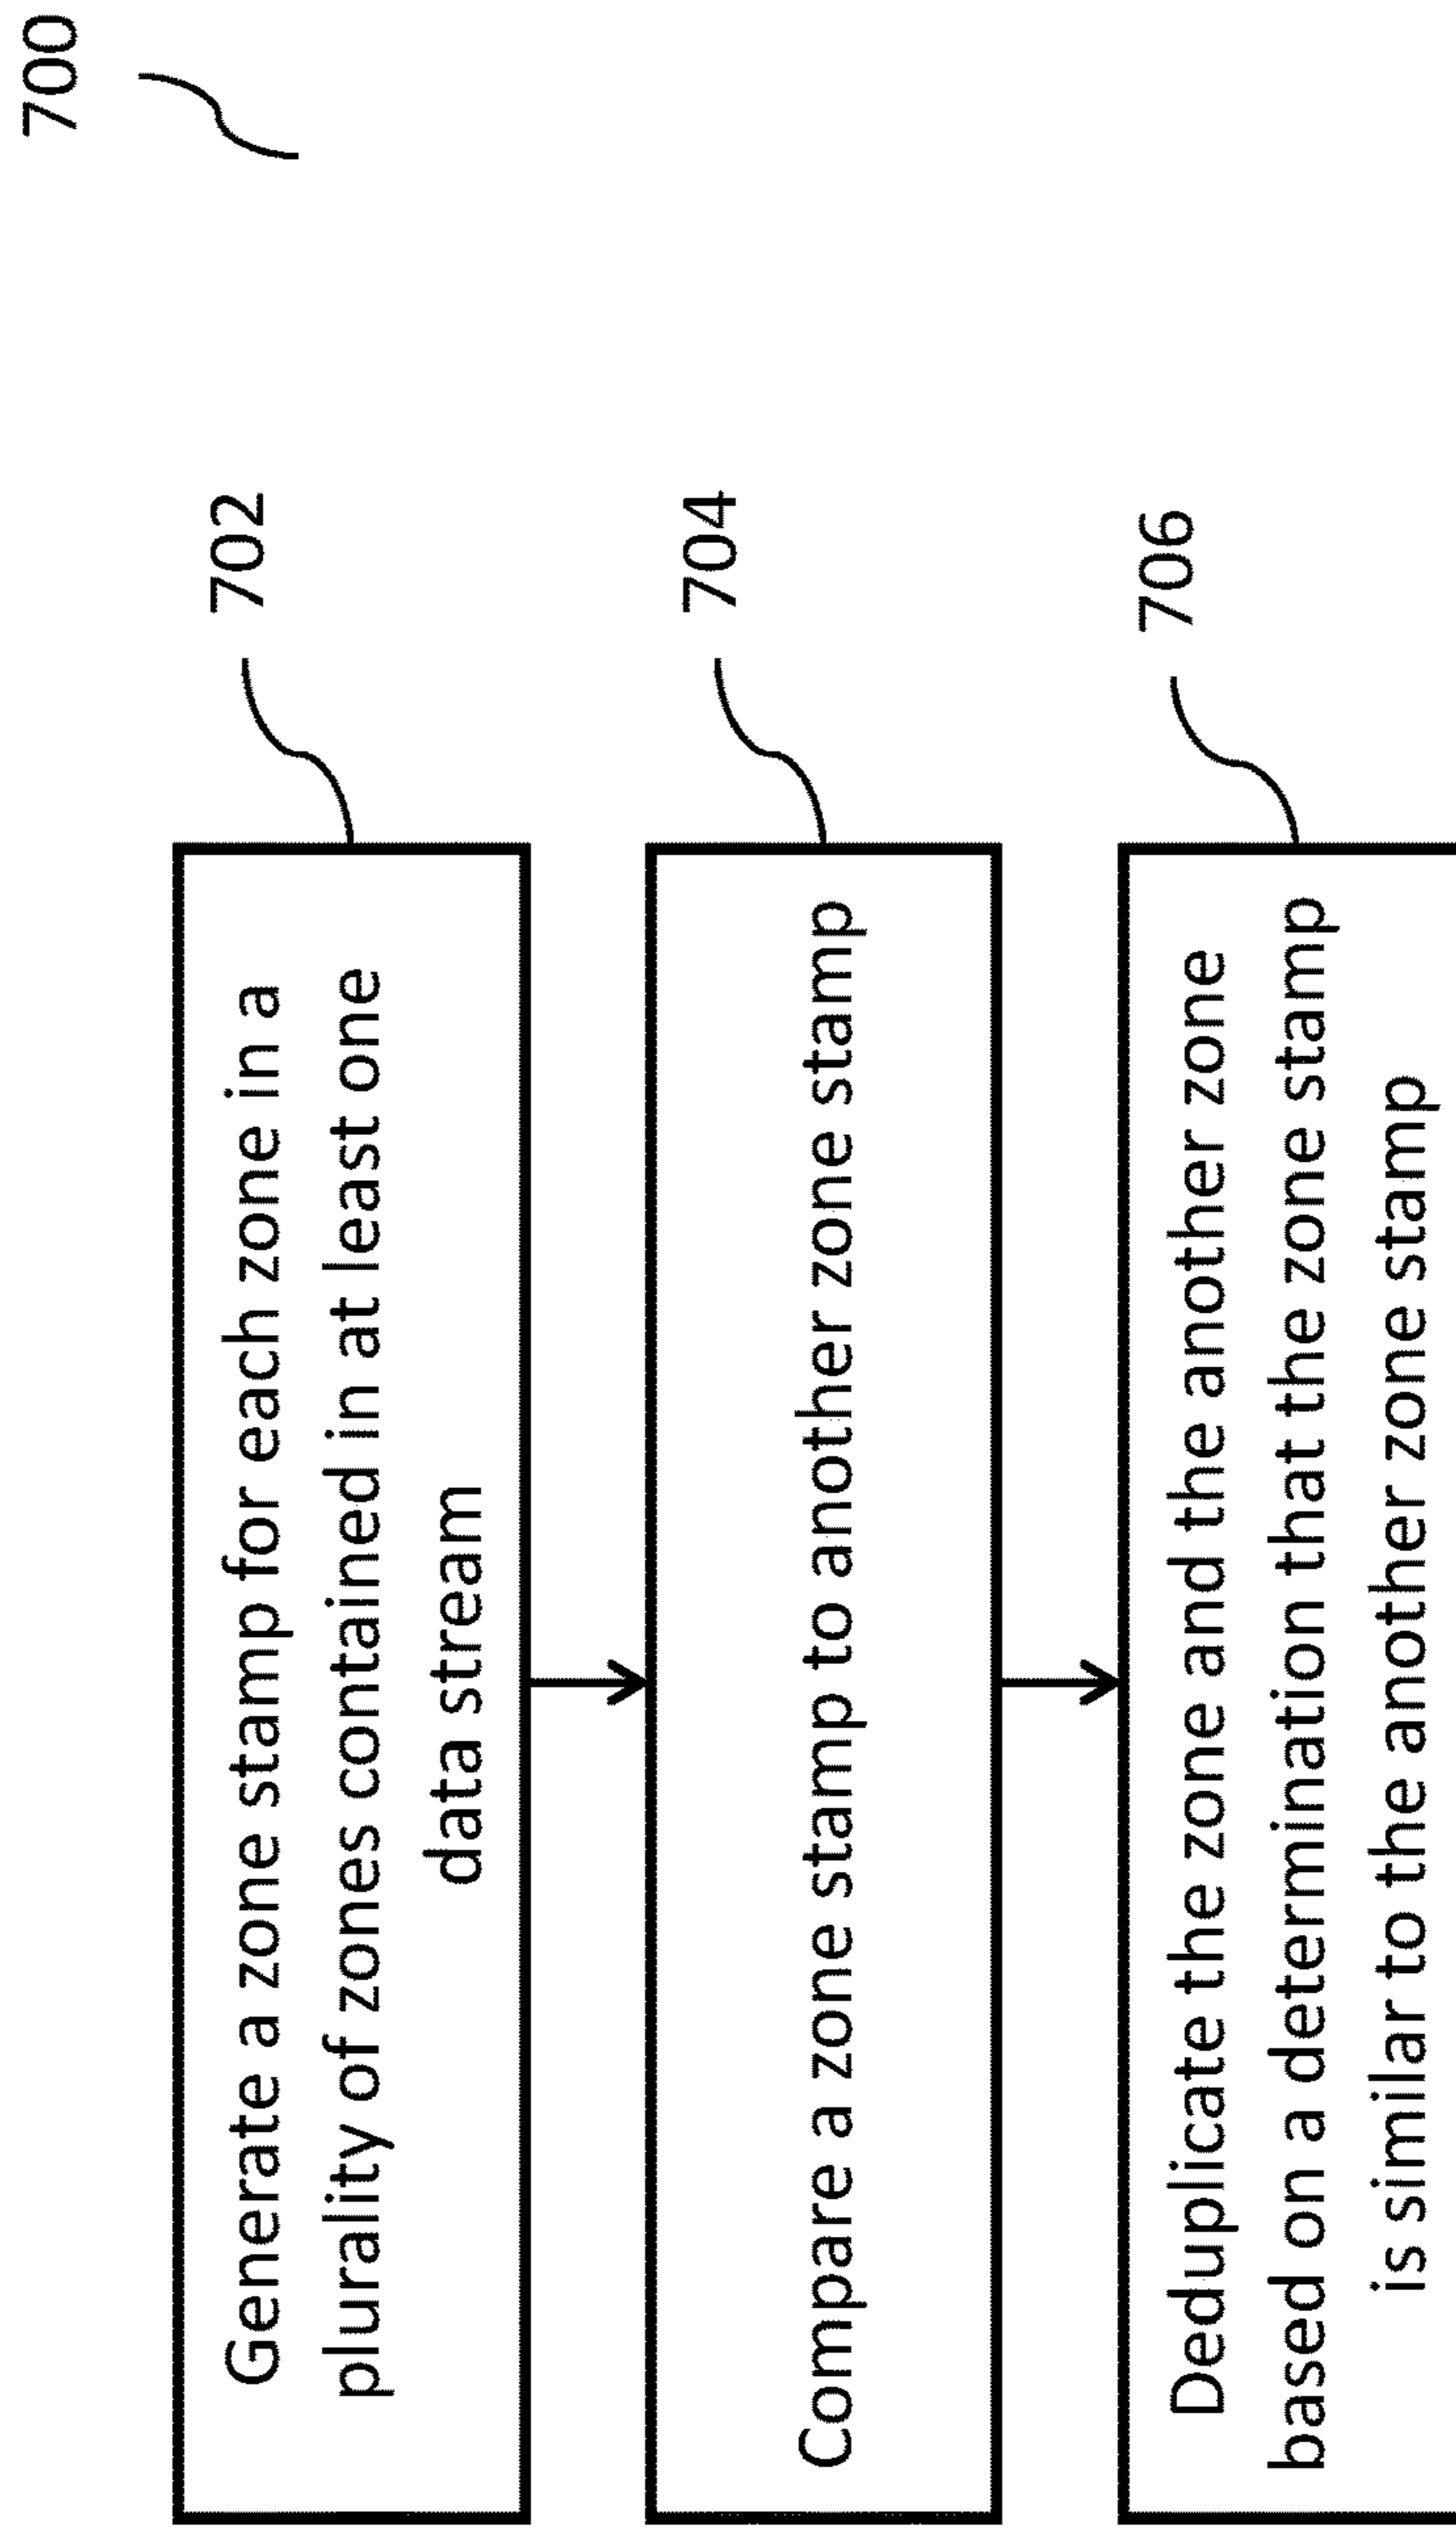 700
702
Generate a zone stamp for each zone in a
plurality of zones contained in at least one
data stream
704
Compare a zone stamp to another zone stamp
706
Deduplicate the zone and the another zone
based on a determination that the zone stamp
is similar to the another zone stamp